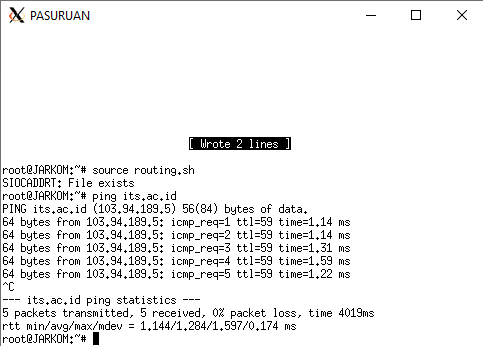 PASURUAN
[ Wrote 2 lines ]
root@JARKOM:~# source routing.sh
SIOCADDRT: File exists
root@JARKOM:~# ping its.ac.id
PING its.ac.id (103.94.189.5) 56(84) bytes of data.
64 bytes from 103.94.189.5: icmp_req=1 ttl=59 time=1.14 ms
64 bytes from 103.94.189.5: icmp_req=2 ttl=59 time=1.14 ms
64 bytes from 103.94.189.5: icmp_req=3 ttl=59 time=1.31 ms
64 bytes from 103.94.189.5: icmp_req=4 ttl=59 time=1.59 ms
64 bytes from 103.94.189.5: icmp_req=5 ttl=59 time=1.22 ms
^C
--- its.ac.id ping statistics ---
5 packets transmitted, 5 received, 0% packet loss, time 4019ms
rtt min/avg/max/mdev = 1.144/1.284/1.597/0.174 ms
root@JARKOM:~#